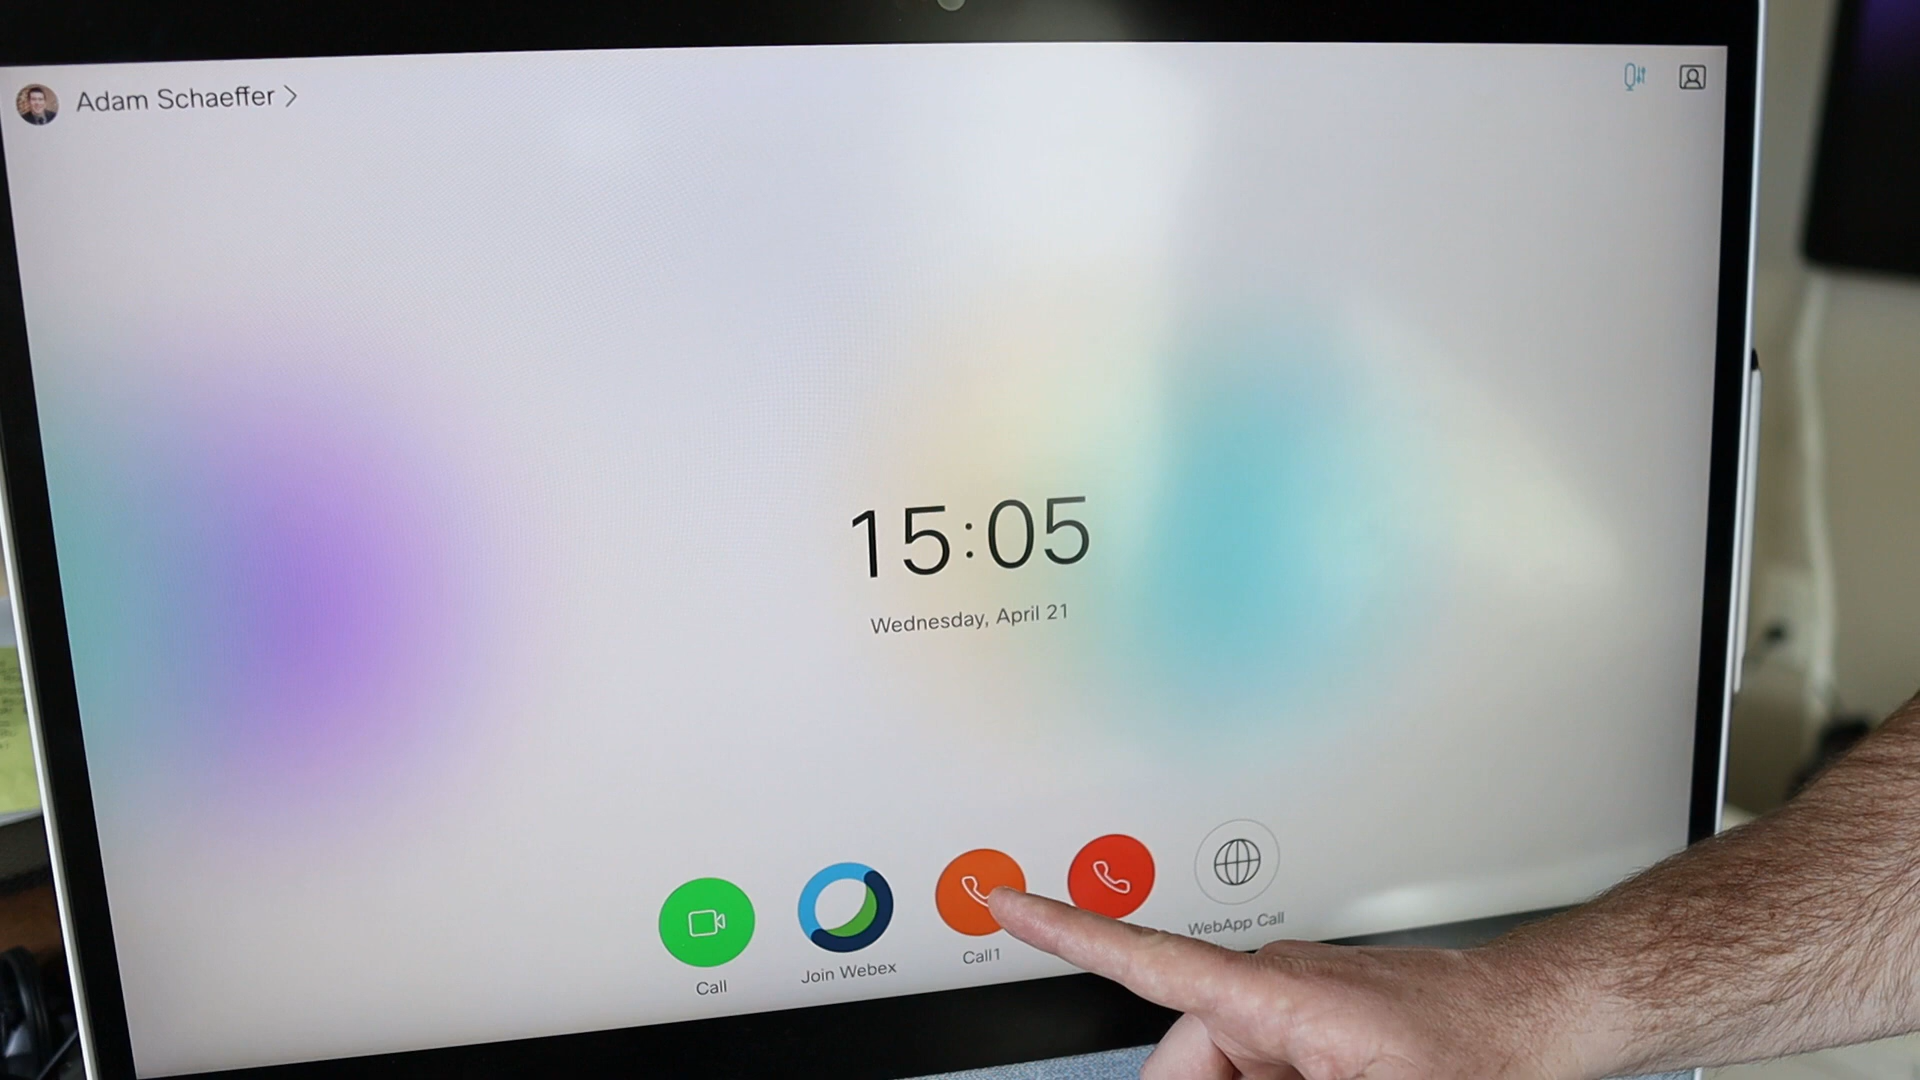 Adam Schaeffer
15:05
Wednesday, April 21
Call
Join Webex
Call1
WebApp Call